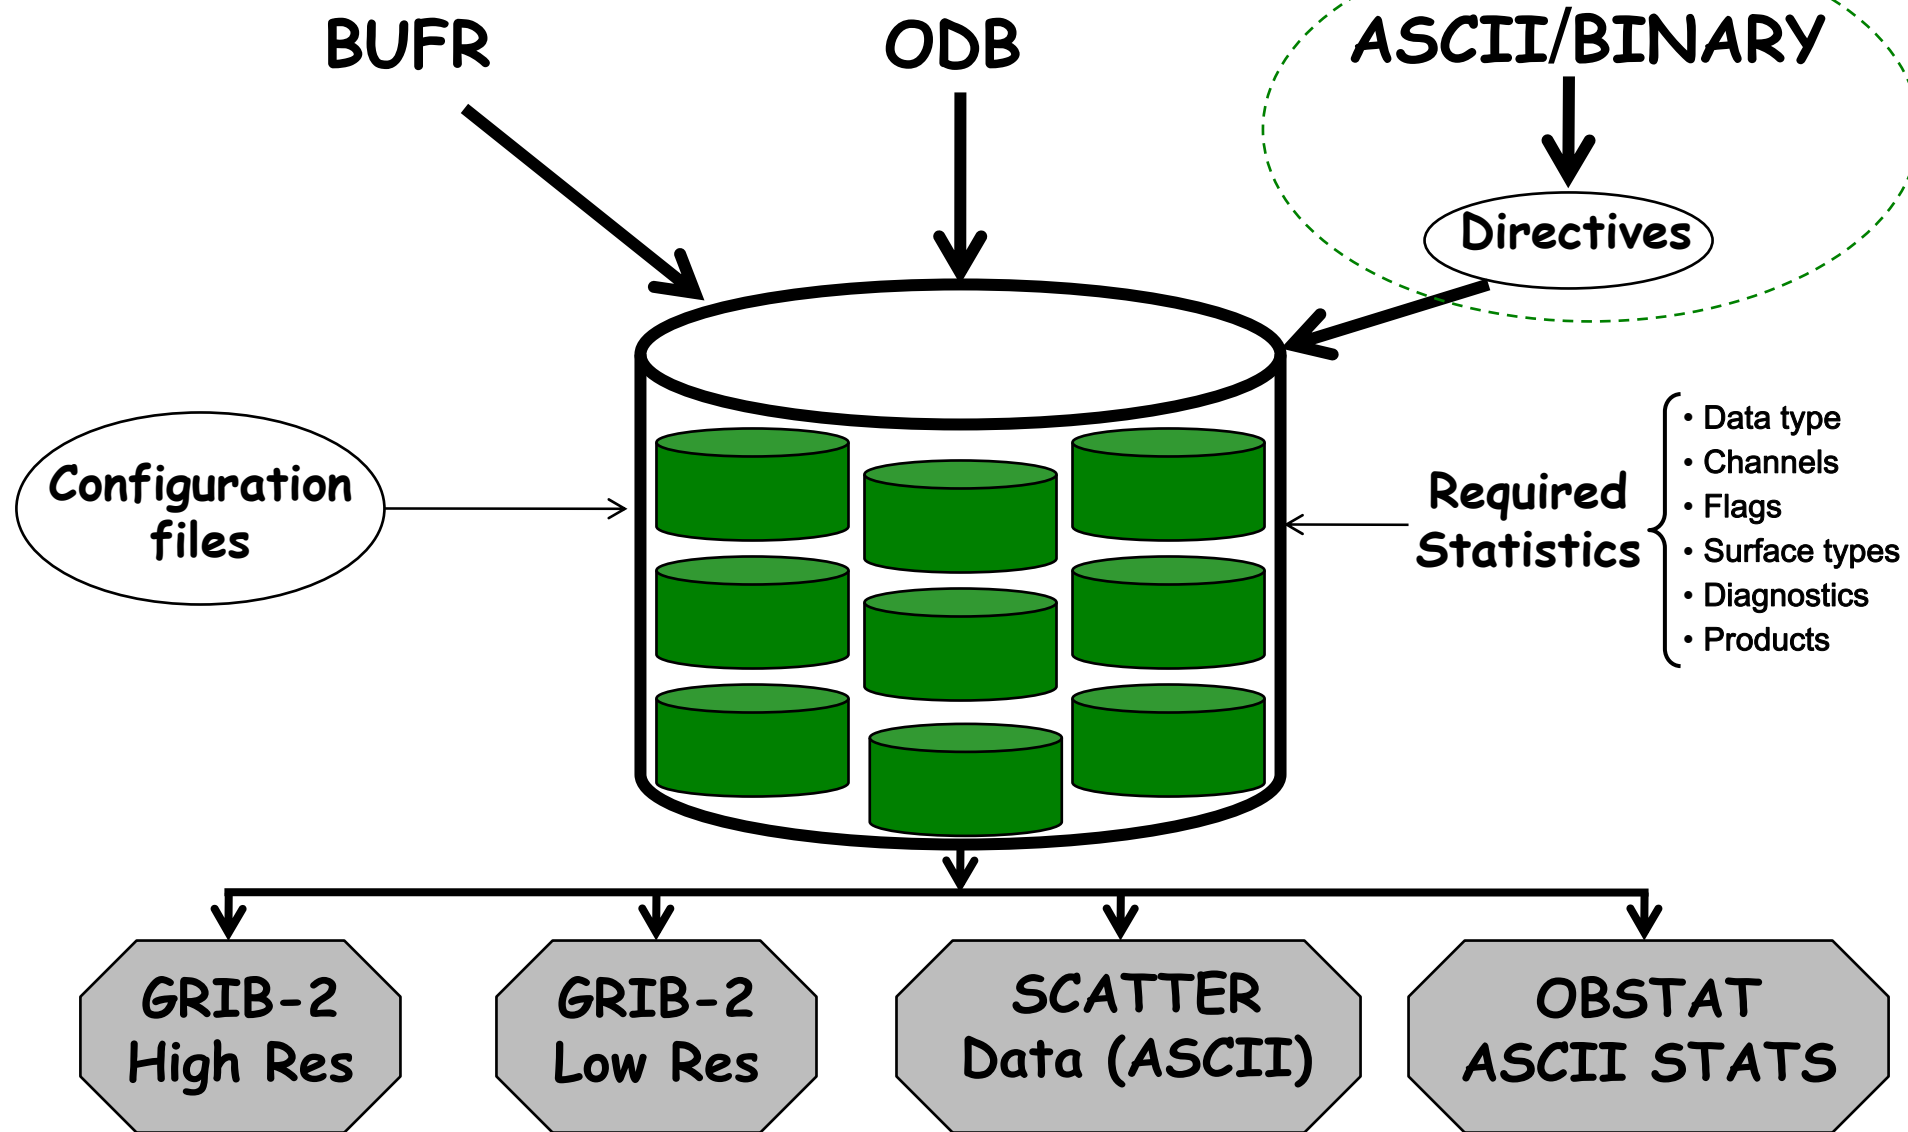 BUFR
ODB
ASCII/BINARY
Directives
Configuration
files
Required
Statistics
• Data type
• Channels
• Flags
• Surface types
• Diagnostics
• Products
GRIB-2
High Res
GRIB-2
Low Res
SCATTER
Data (ASCII)
OBSTAT
ASCII STATS